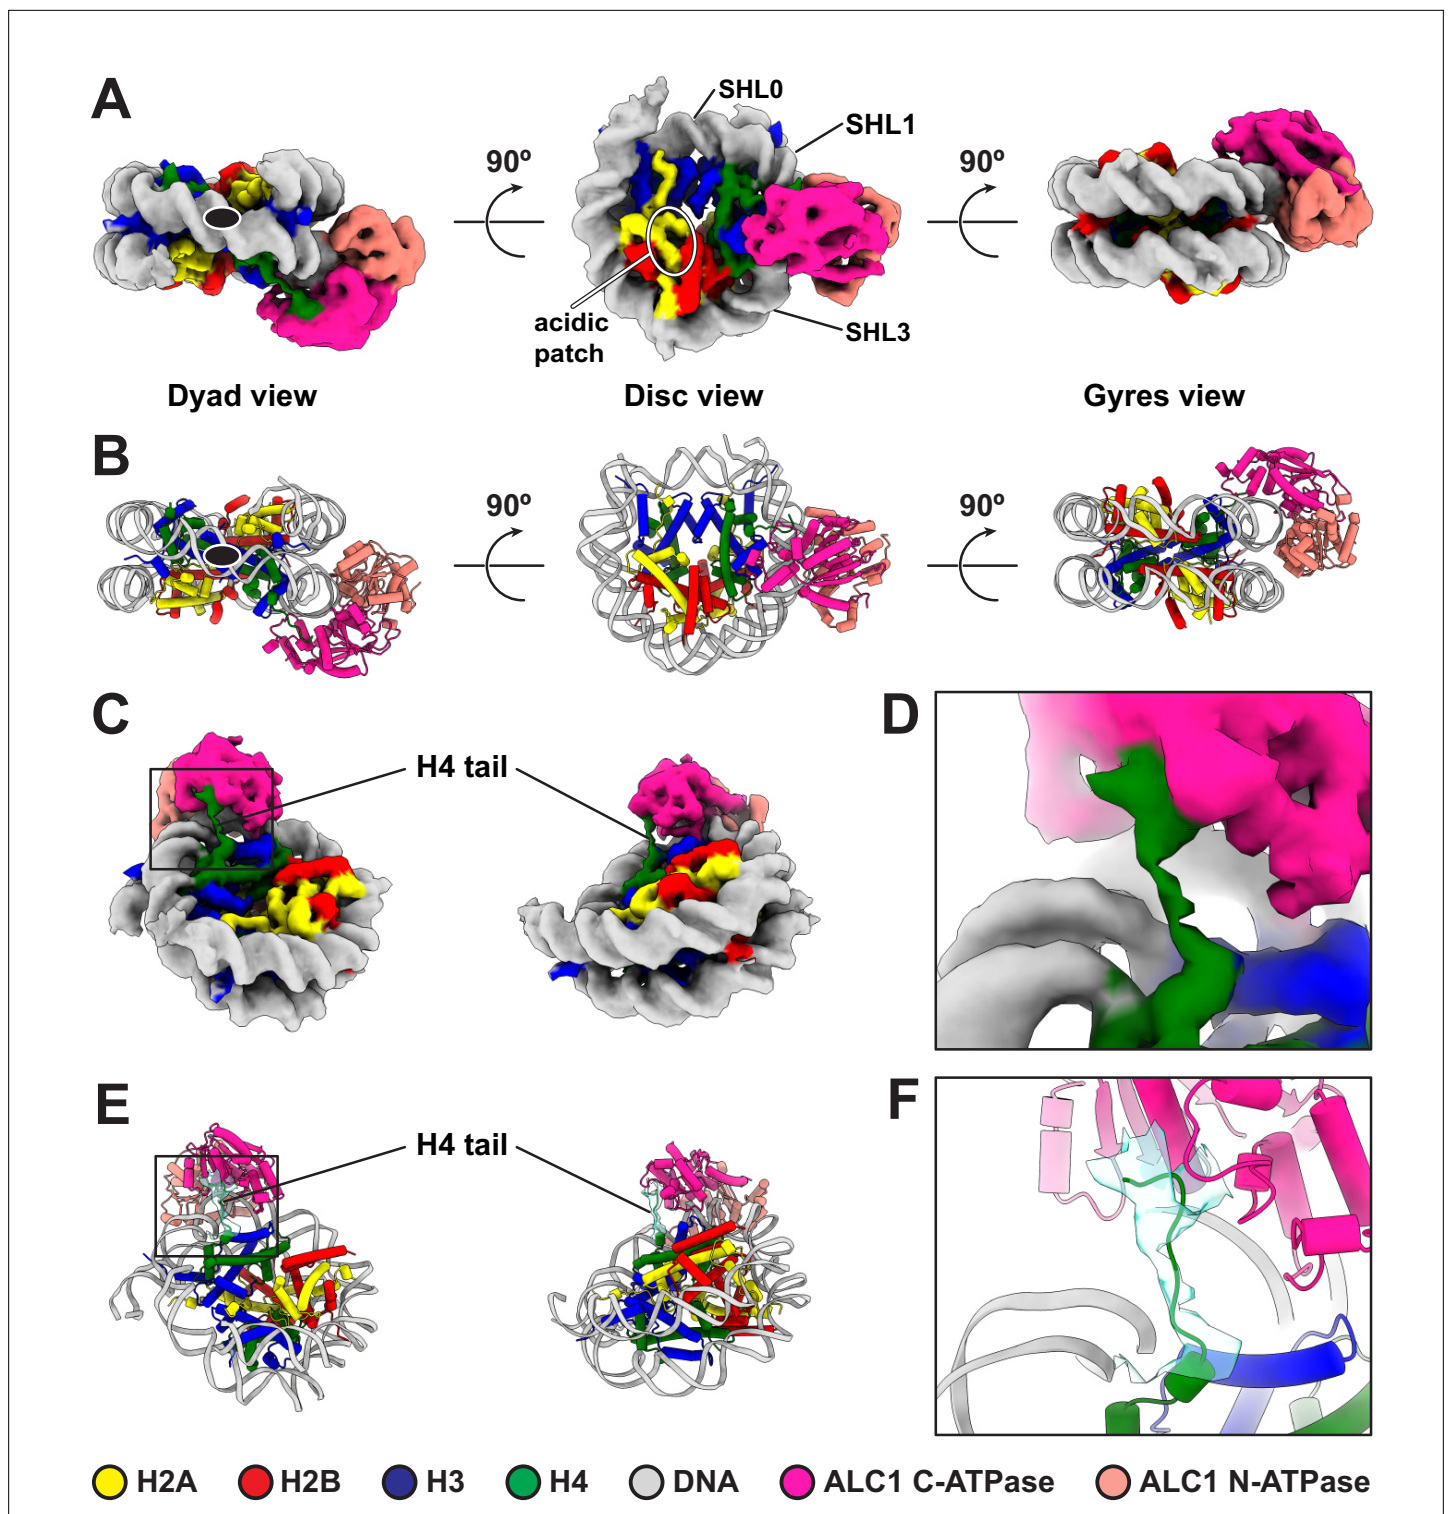 A
SHL0
SHL1
90º
90º
acidic
patch
SHL3
Dyad view
Disc view
Gyres view
B
90º
90º
C
H4 tail
D
E
H4 tail
F
H2A
H2B
H3
H4
DNA
ALC1 C-ATPase
ALC1 N-ATPase